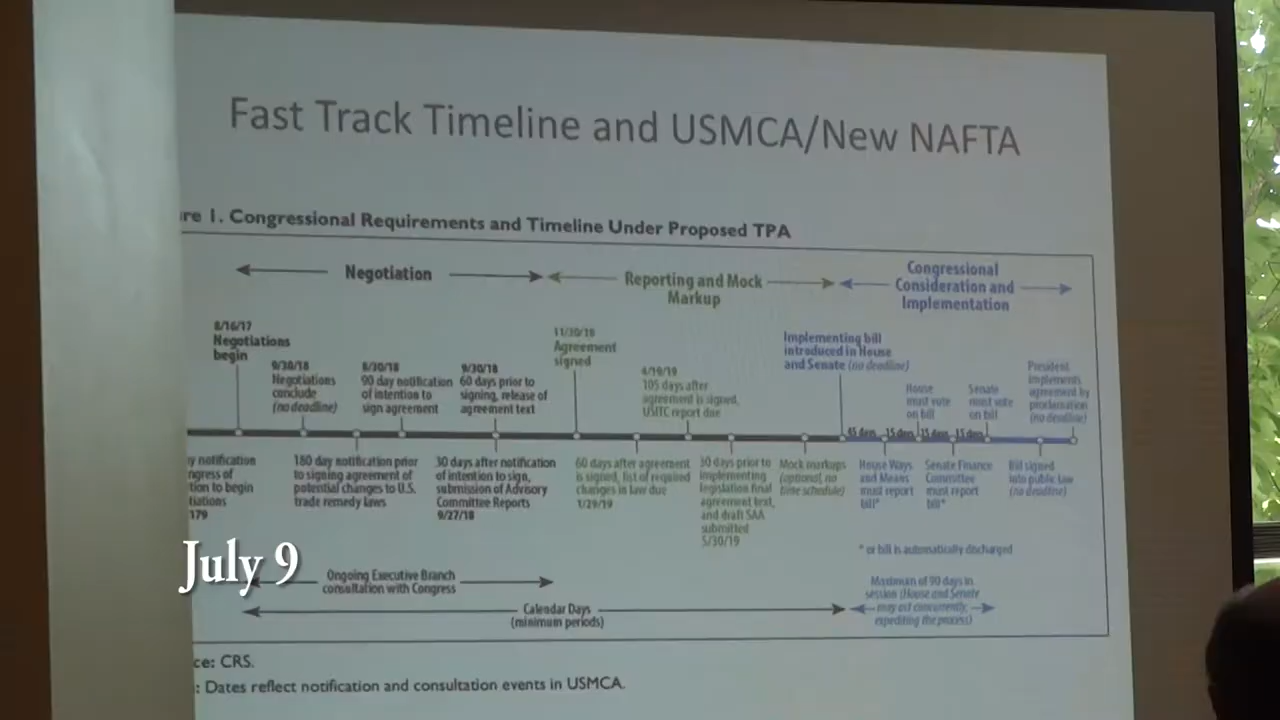 Fast Track Timeline and USMCA/New NAFTA
re 1. Congressional Requirements and Timeline Under Proposed TPA
Negotiation
Reporting and Mock
Markup
Congressional
Consideration and
Implementation
8/16/17
Negotiations
begin
9/30/18
Negotiations
conclude
(no deadline)
8/30/18
90 day notification
of intention to
sign agreement
9/30/18
60 days prior to
signing, release of
agreement text
11/30/18
Agreement
signed
4/19/19
105 days after
agreement is signed,
USITC report due
Implementing bill
introduced in House
and Senate (no deadline)
House
must vote
on bill
Senate
must vote
on bill
President
implements
agreement by
proclamation
(no deadline)
45 days 15 days 15 days 15 days
y notification
ngress of
tion to begin
tiations
179
180 day notification prior
to signing agreement of
potential changes to U.S.
trade remedy laws
30 days after notification
of intention to sign,
submission of Advisory
Committee Reports
9/27/18
60 days after agreement
is signed, list of required
changes in law due
1/29/19
30 days prior to
implementing
legislation final
agreement text,
and draft SAA
submitted
5/30/19
Mock markups
(optional, no
time schedule)
House Ways
and Means
must report
bill*
Senate Finance
Committee
must report
bill*
Bill signed
into public law
(no deadline)
* or bill is automatically discharged
July 9
Ongoing Executive Branch
consultation with Congress
Calendar Days
(minimum periods)
Maximum of 90 days in
session (House and Senate
may act concurrently,
expediting the process)
ce: CRS.
: Dates reflect notification and consultation events in USMCA.